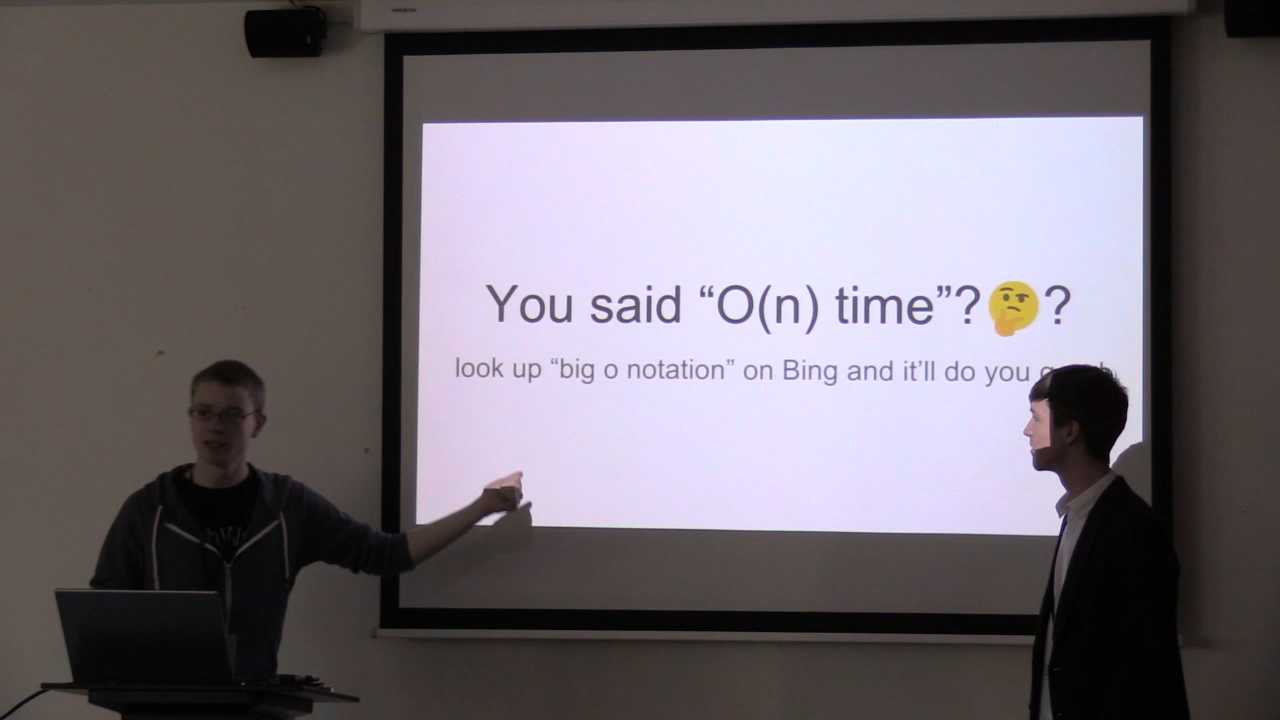 You said “O(n) time”?🤔?
look up “big o notation” on Bing and it’ll do you